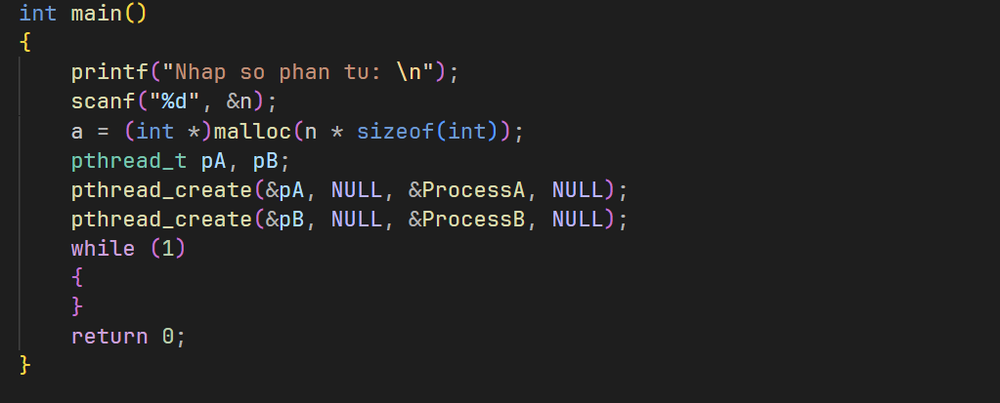 int main()
{
    printf("Nhap so phan tu: \n");
    scanf("%d", &n);
    a = (int *)malloc(n * sizeof(int));
    pthread_t pA, pB;
    pthread_create(&pA, NULL, &ProcessA, NULL);
    pthread_create(&pB, NULL, &ProcessB, NULL);
    while (1)
    {
    }
    return 0;
}